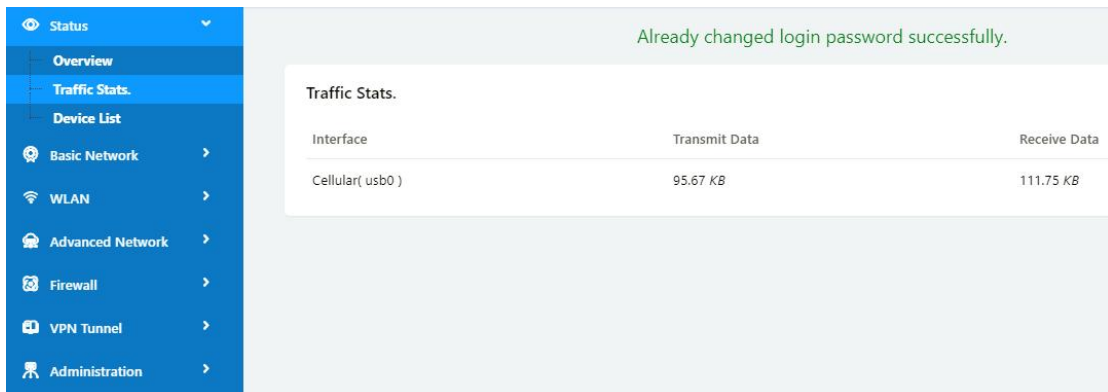 Status
Overview
Traffic Stats.
Device List
Basic Network
WLAN
Advanced Network
Firewall
VPN Tunnel
Administration
Already changed login password successfully.
Traffic Stats.
Interface Transmit Data Receive Data
Cellular( usb0 ) 95.67 KB 111.75 KB